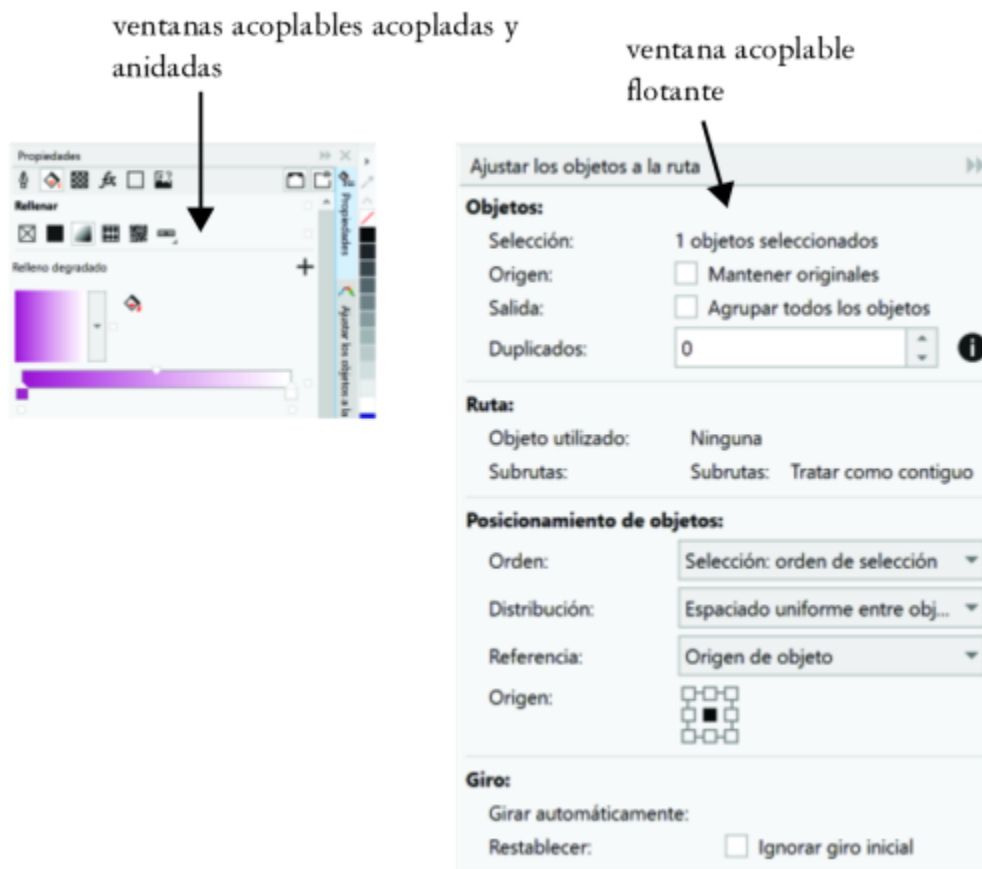 ventanas acoplables acopladas y
anidadas
ventana acoplable
flotante
Propiedades
Rellenar
Relleno degradado
Propiedades
Ajustar los objetos a la
Ajustar los objetos a la ruta
Objetos:
Selección: 1 objetos seleccionados
Origen: Mantener originales
Salida: Agrupar todos los objetos
Duplicados: 0
Ruta:
Objeto utilizado: Ninguna
Subrutas: Subrutas: Tratar como contiguo
Posicionamiento de objetos:
Orden: Selección: orden de selección
Distribución: Espaciado uniforme entre obj...
Referencia: Origen de objeto
Origen:
Giro:
Girar automáticamente:
Restablecer: Ignorar giro inicial